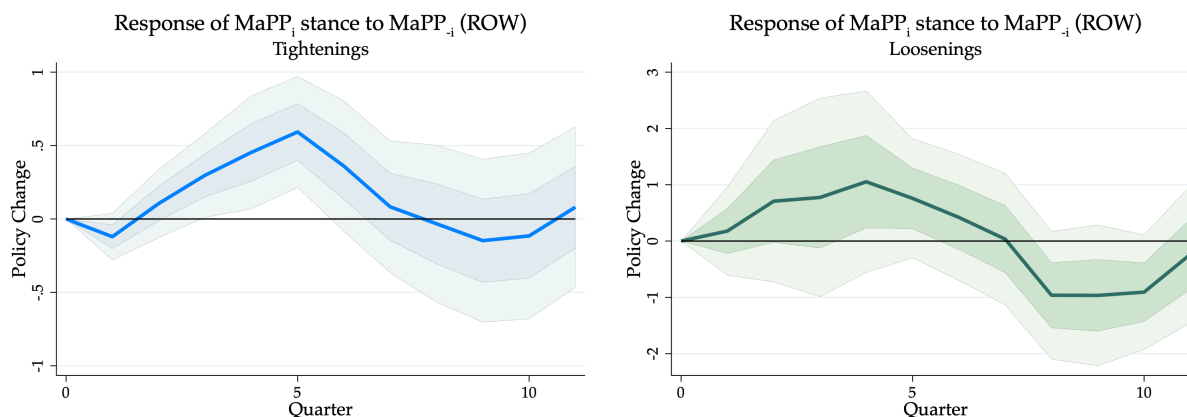 Response of MaPPi stance to MaPP-i (ROW)
Tightenings
Policy Change
1
.5
0
-.5
-1
0
5
10
Quarter
Response of MaPPi stance to MaPP-i (ROW)
Loosenings
Policy Change
3
2
1
0
-1
-2
0
5
10
Quarter